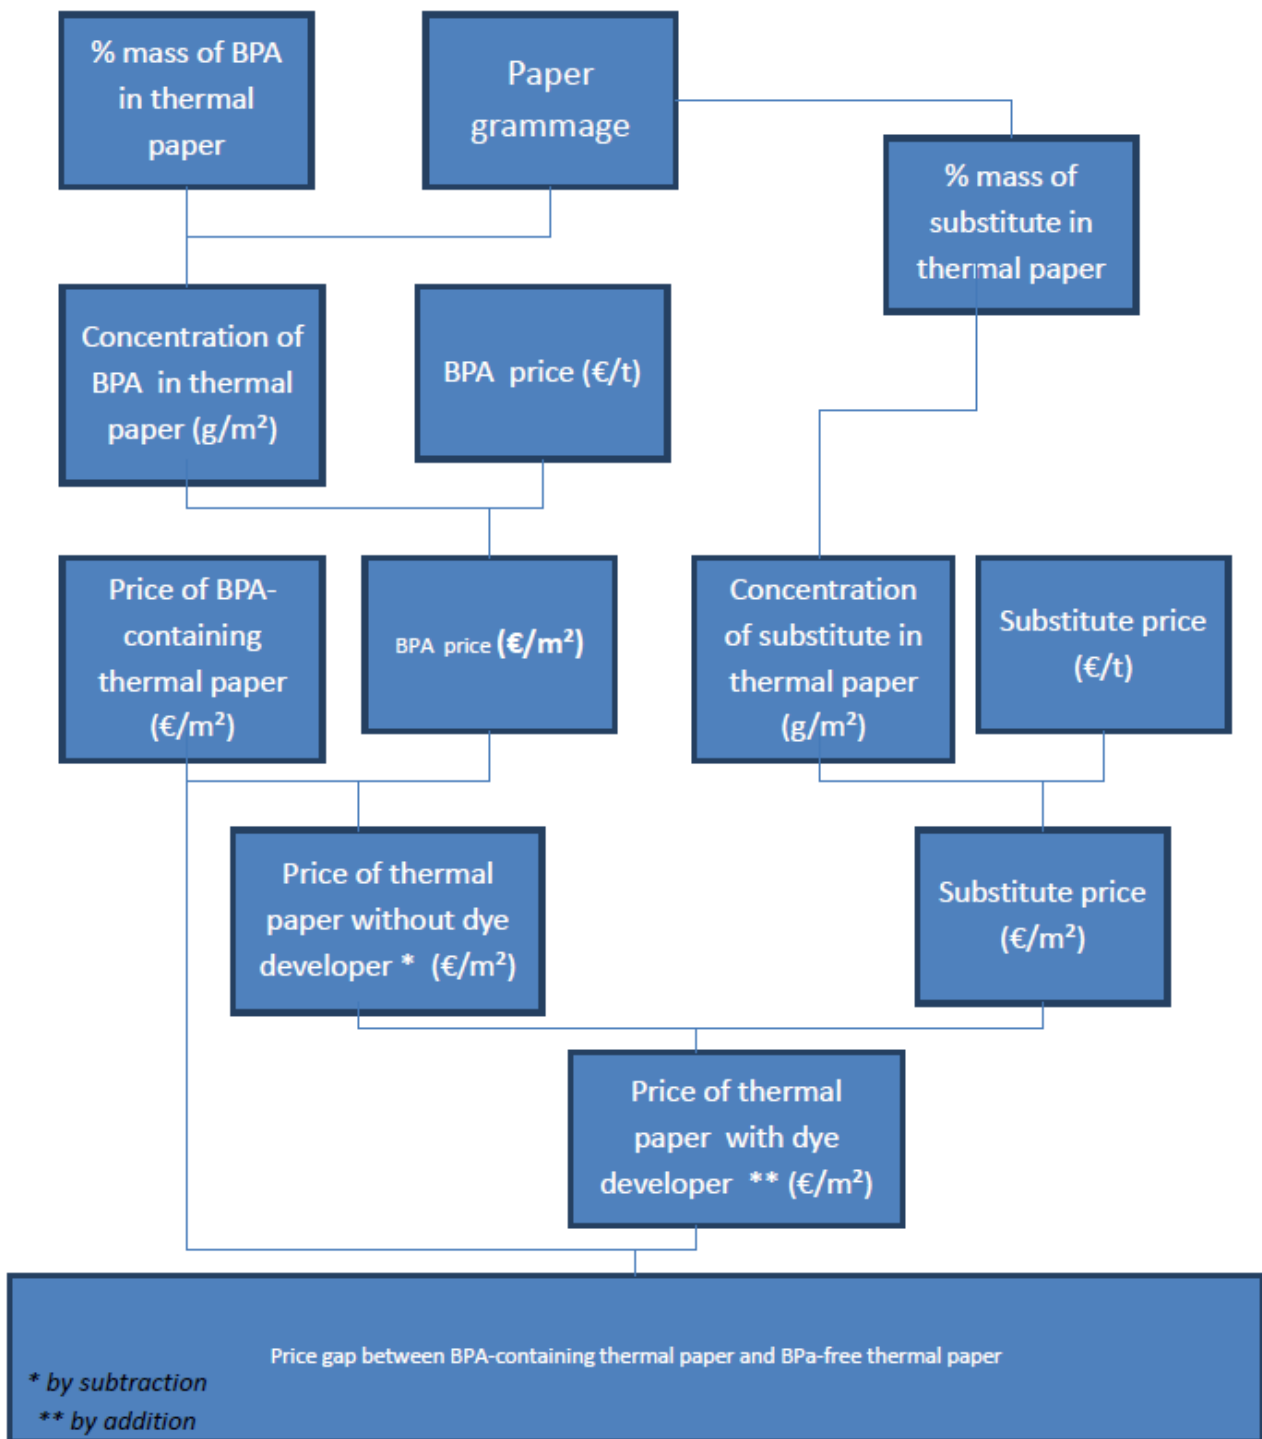 % mass of BPA
in thermal
paper
Paper
grammage
% mass of
substitute in
thermal paper
Concentration of
BPA in thermal
paper (g/m²)
BPA price (€/t)
Price of BPA-
containing
thermal paper
(€/m²)
BPA price (€/m²)
Concentration
of substitute in
thermal paper
(g/m²)
Substitute price
(€/t)
Price of thermal
paper without dye
developer * (€/m²)
Substitute price
(€/m²)
Price of thermal
paper with dye
developer ** (€/m²)
Price gap between BPA-containing thermal paper and BPa-free thermal paper
* by subtraction
** by addition